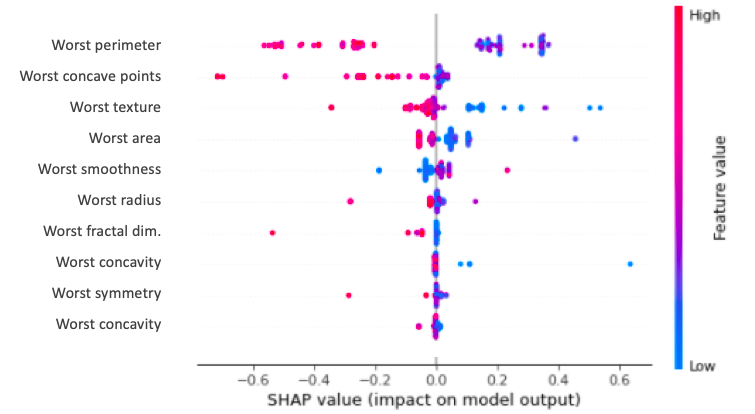 Worst perimeter
Worst concave points
Worst texture
Worst area
Worst smoothness
Worst radius
Worst fractal dim.
Worst concavity
Worst symmetry
Worst concavity
−0.6 −0.4 −0.2 0.0 0.2 0.4 0.6
SHAP value (impact on model output)
High
Feature value
Low